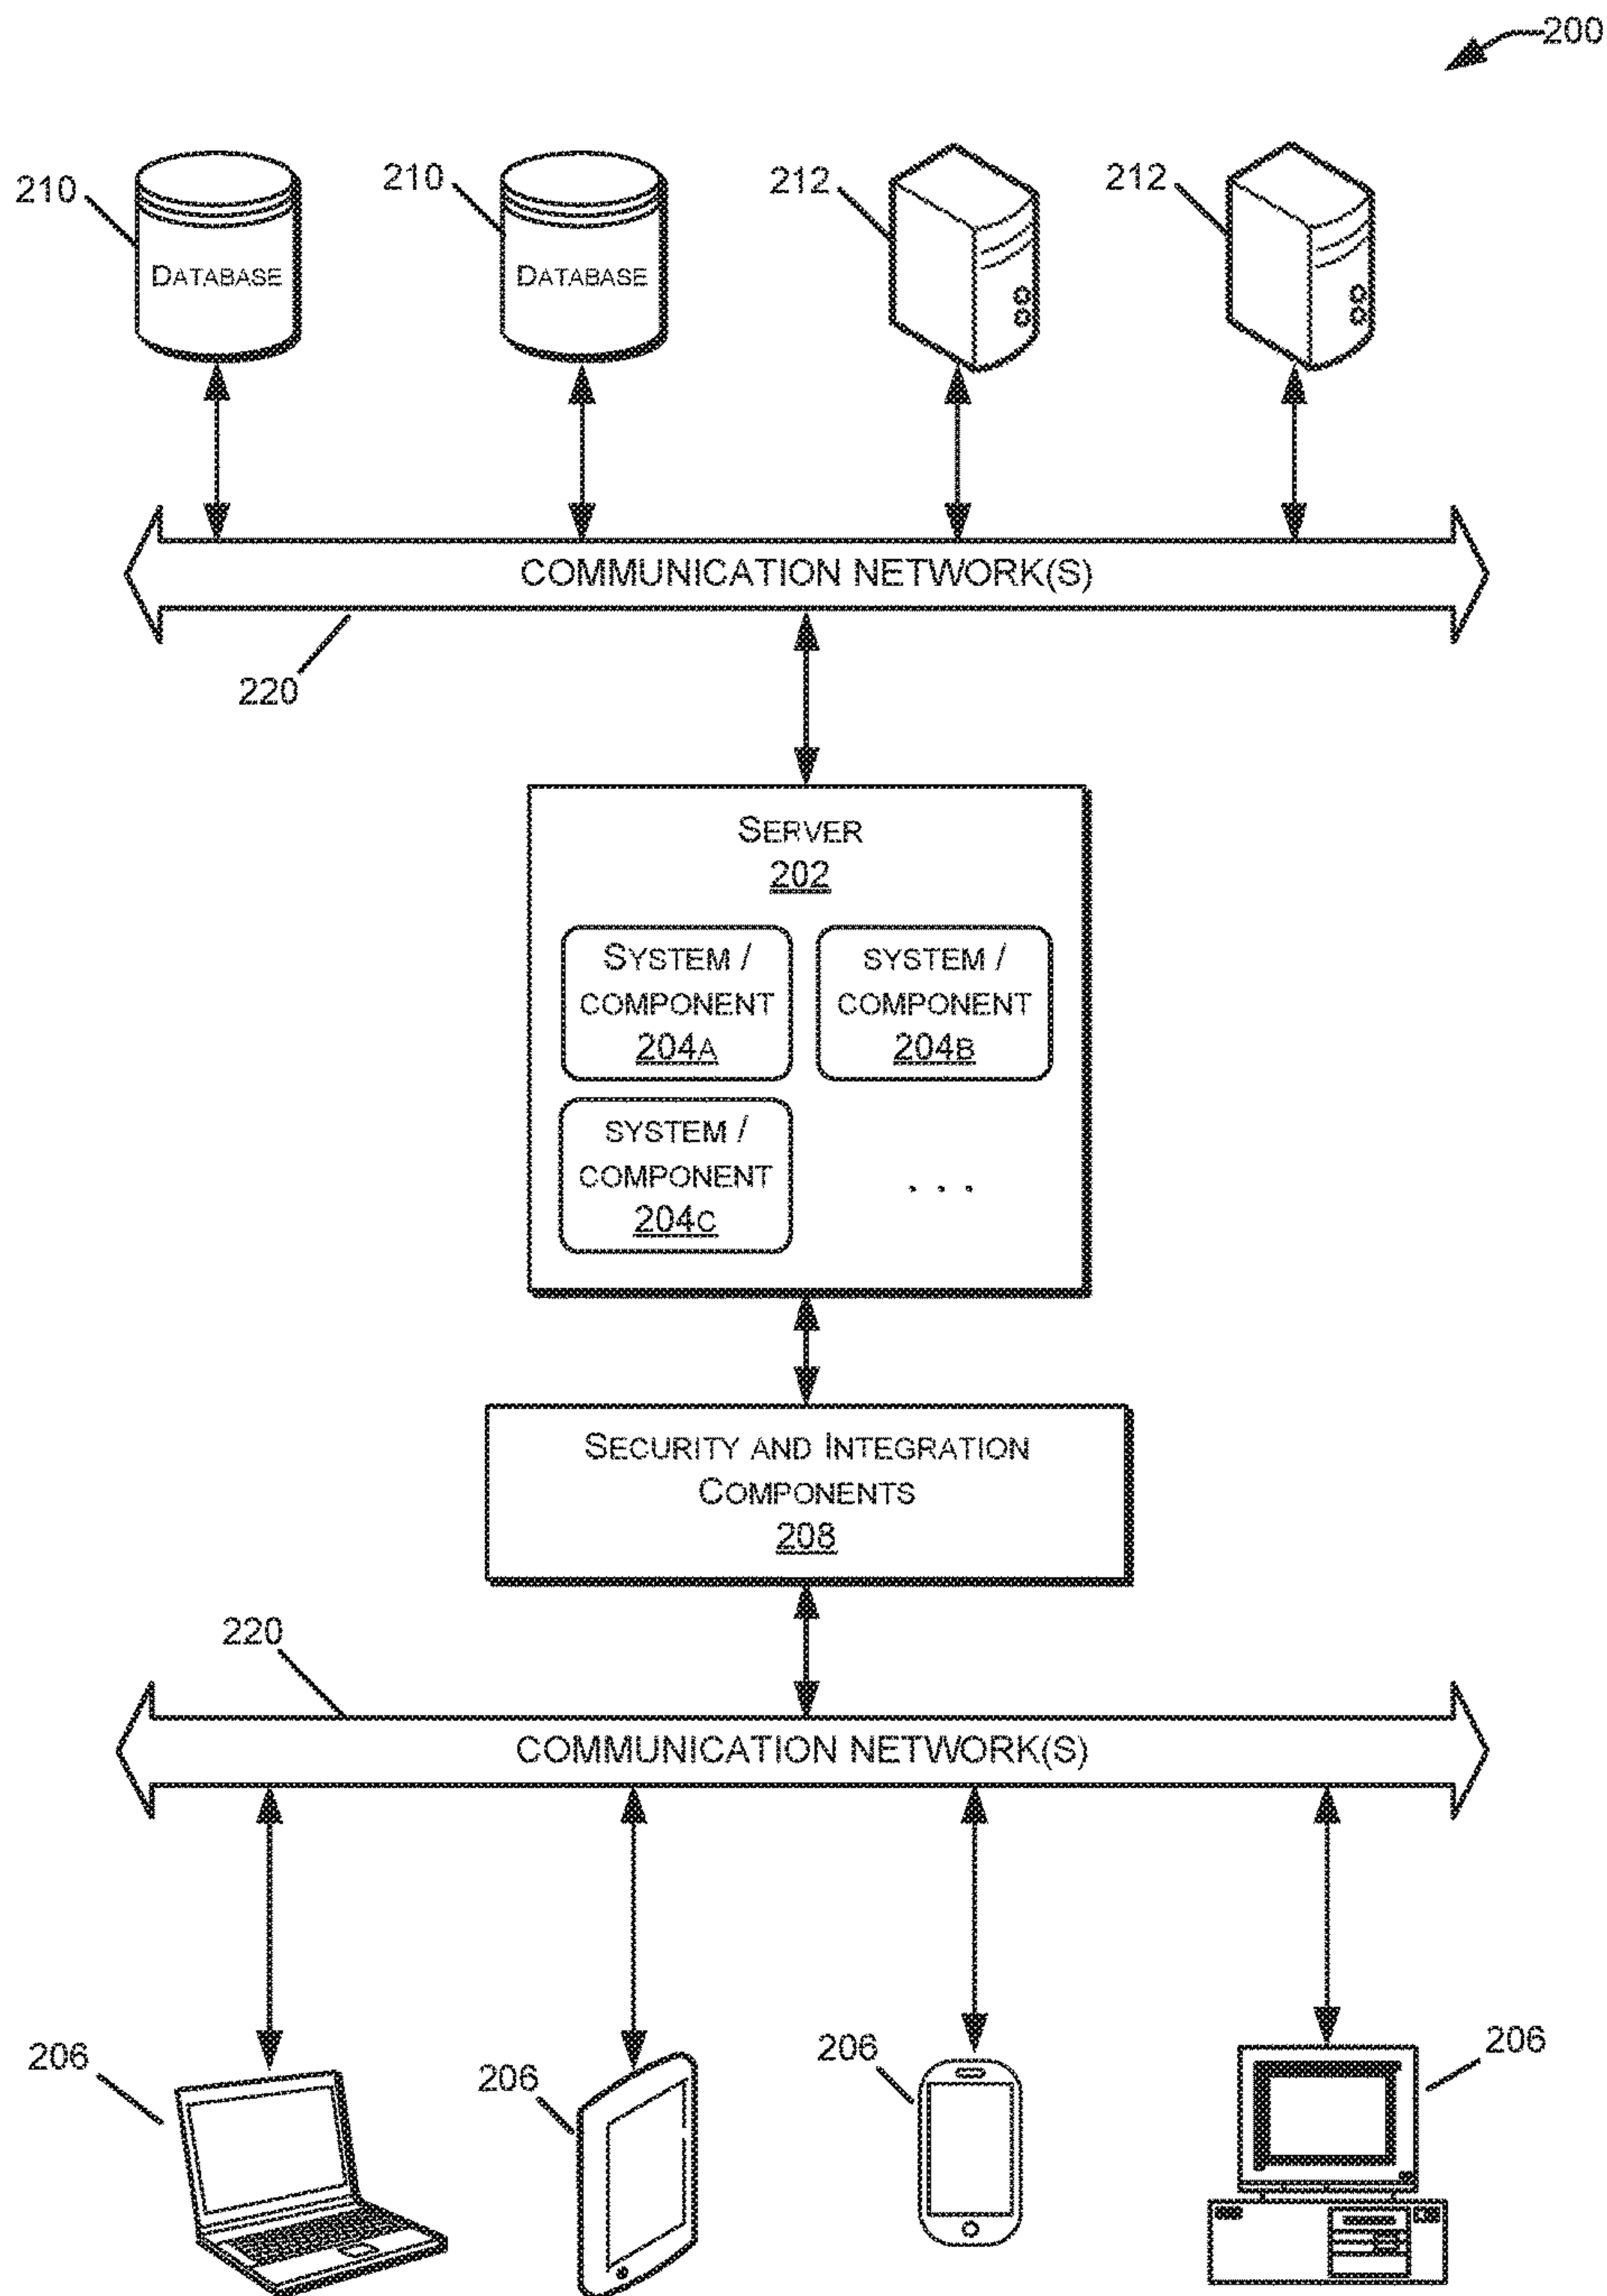 200
210
210
212
212
DATABASE
DATABASE
COMMUNICATION NETWORK(S)
220
SERVER
202
SYSTEM /
COMPONENT
204A
SYSTEM /
COMPONENT
204B
SYSTEM /
COMPONENT
204C
. . .
SECURITY AND INTEGRATION
COMPONENTS
208
220
COMMUNICATION NETWORK(S)
206
206
206
206